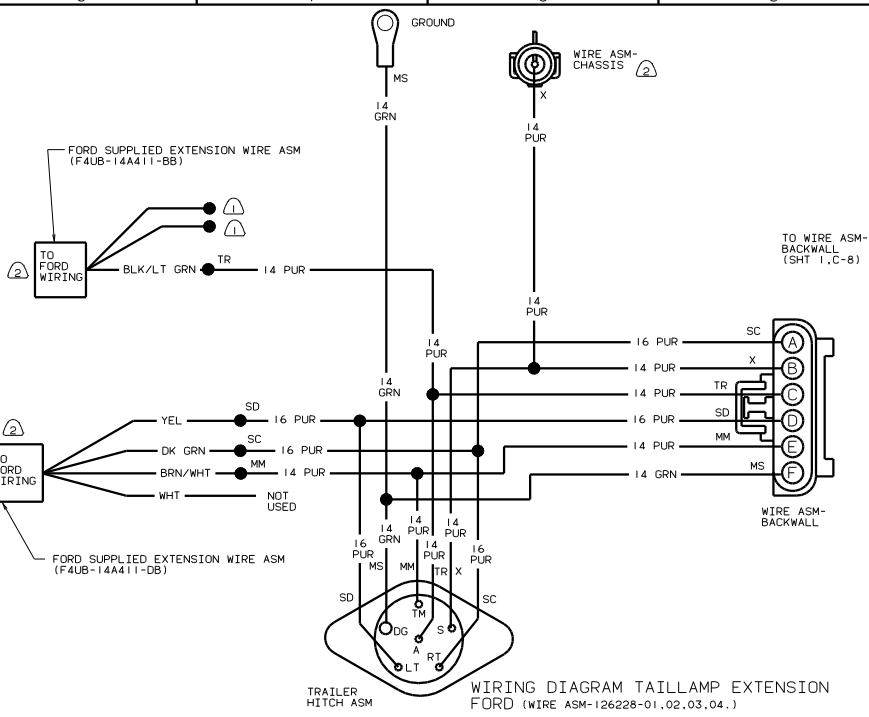 GROUND
WIRE ASM-
CHASSIS 2
MS
X
14
GRN
14
PUR
FORD SUPPLIED EXTENSION WIRE ASM
(F4UB-14A411-BB)
1
1
TO
FORD
WIRING
2
BLK/LT GRN
TR
14 PUR
TO WIRE ASM-
BACKWALL
(SHT 1,C-8)
14
PUR
14
PUR
14
GRN
SC
16 PUR
A
X
14 PUR
B
TR
14 PUR
C
SD
16 PUR
D
MM
14 PUR
E
MS
14 GRN
F
WIRE ASM-
BACKWALL
2
YEL
SD
16 PUR
DK GRN
SC
16 PUR
BRN/WHT
MM
14 PUR
WHT
NOT
USED
FORD SUPPLIED EXTENSION WIRE ASM
(F4UB-14A411-DB)
16
PUR
14
GRN
14
PUR
14
PUR
14
PUR
16
PUR
SD
MS
MM
TR
X
SC
TM
DG
S
A
LT
RT
TRAILER
HITCH ASM
WIRING DIAGRAM TAILLAMP EXTENSION
FORD (WIRE ASM-126228-01,02,03,04.)